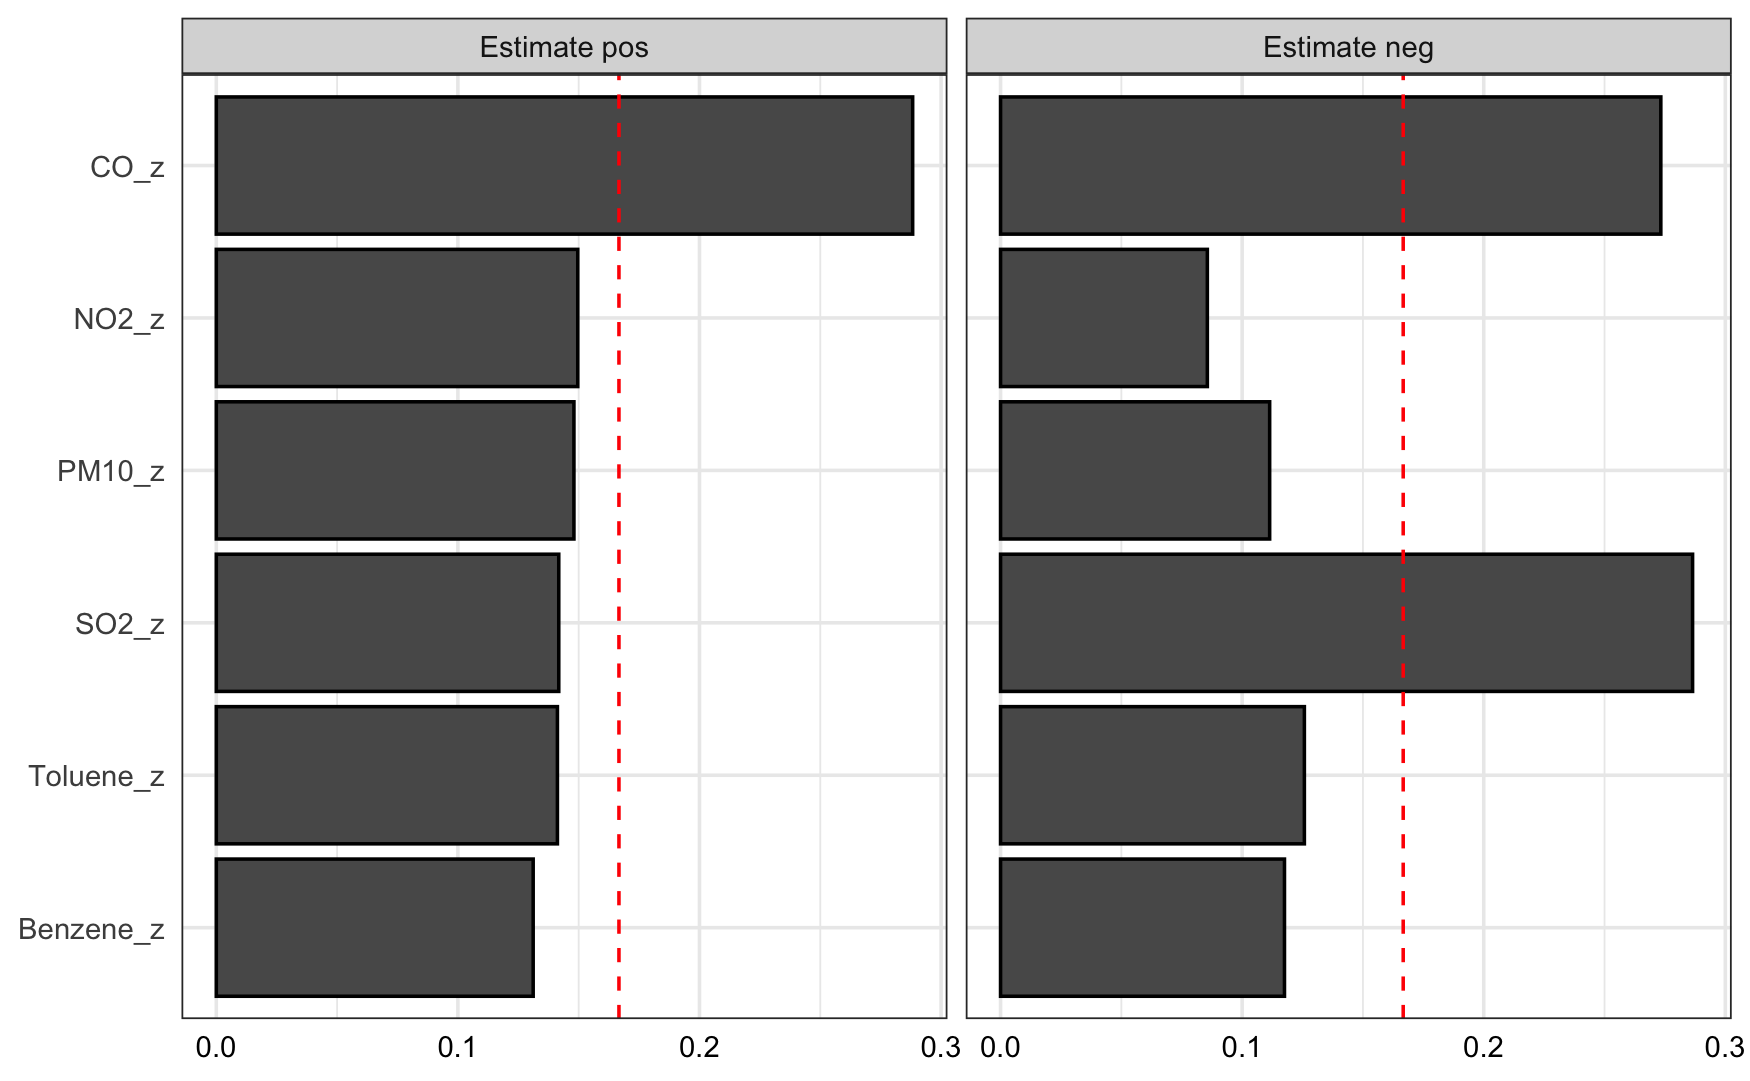 Estimate pos
Estimate neg
CO_z
NO2_z
PM10_z
SO2_z
Toluene_z
Benzene_z
0.0 0.1 0.2 0.3 0.0 0.1 0.2 0.3